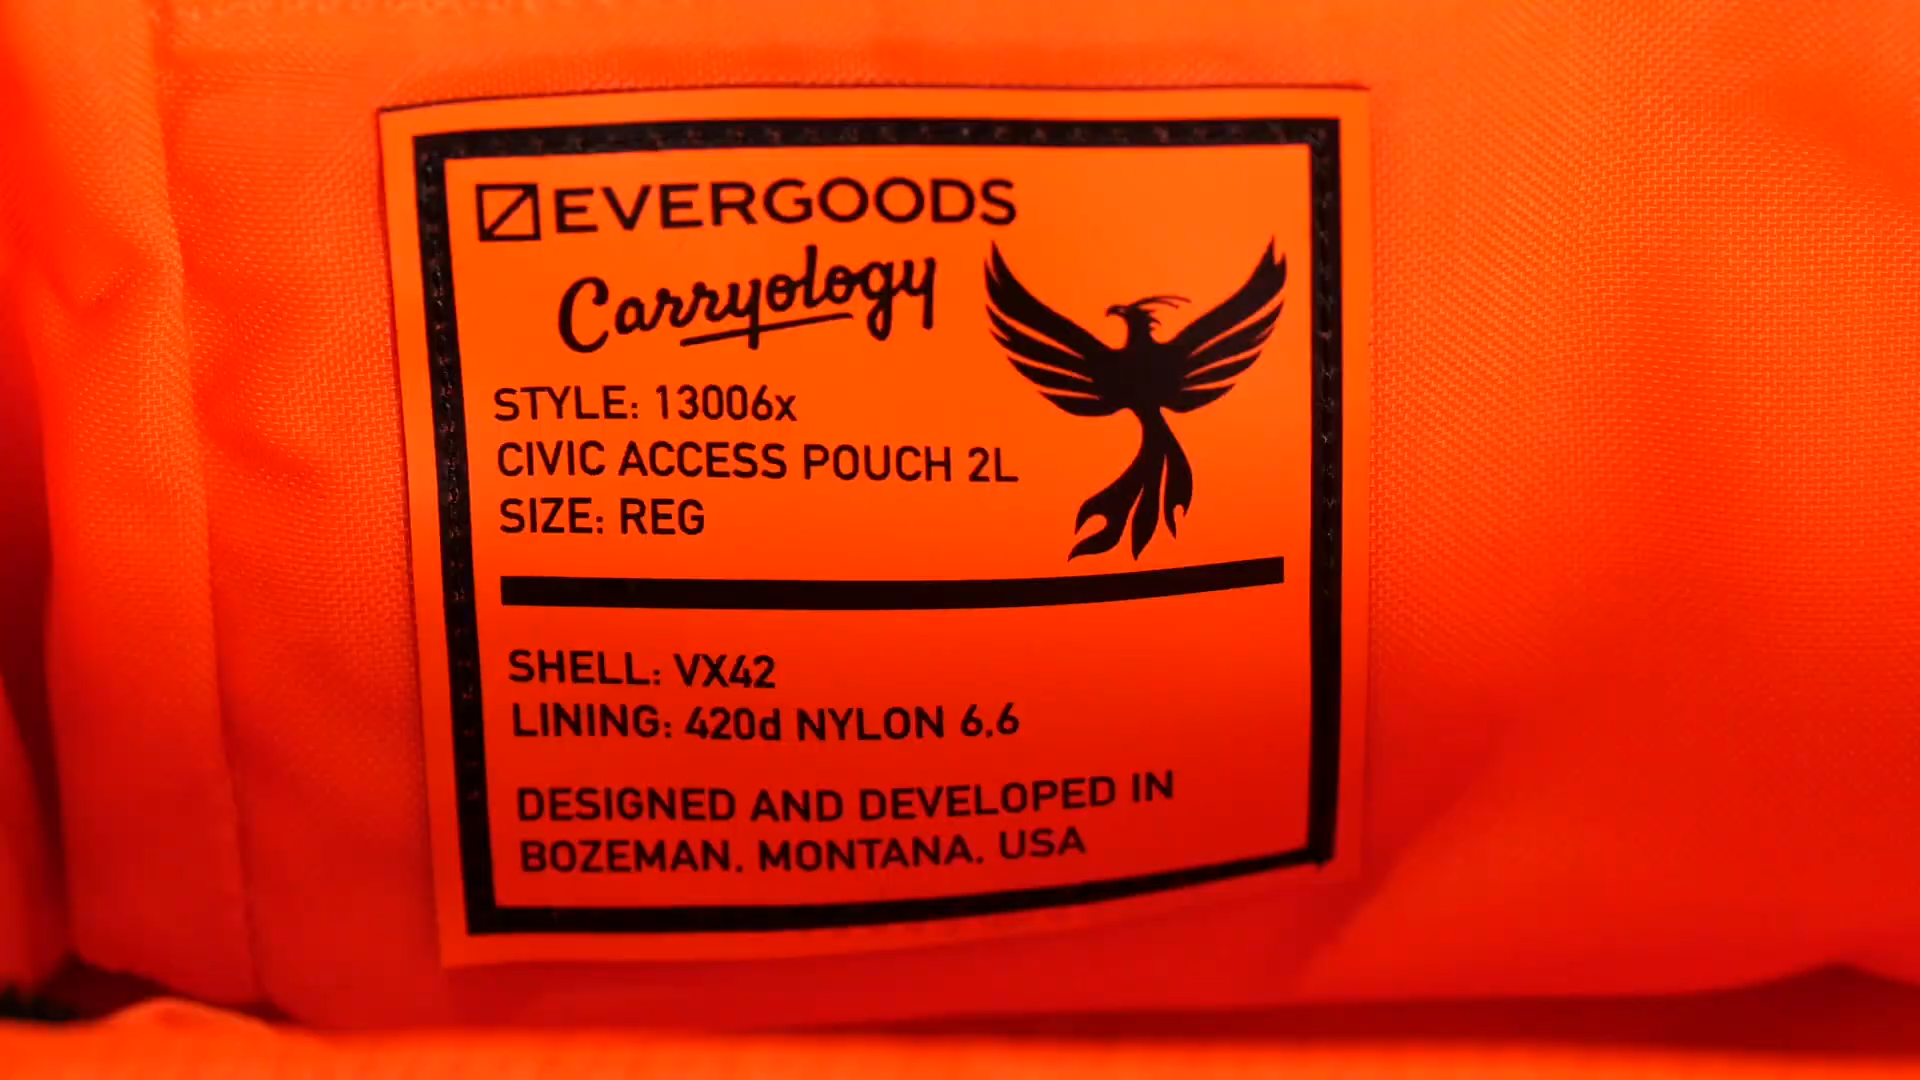 EVERGOODS
Carryology
STYLE: 13006x
CIVIC ACCESS POUCH 2L
SIZE: REG
SHELL: VX42
LINING: 420d NYLON 6,6
DESIGNED AND DEVELOPED IN
BOZEMAN, MONTANA, USA